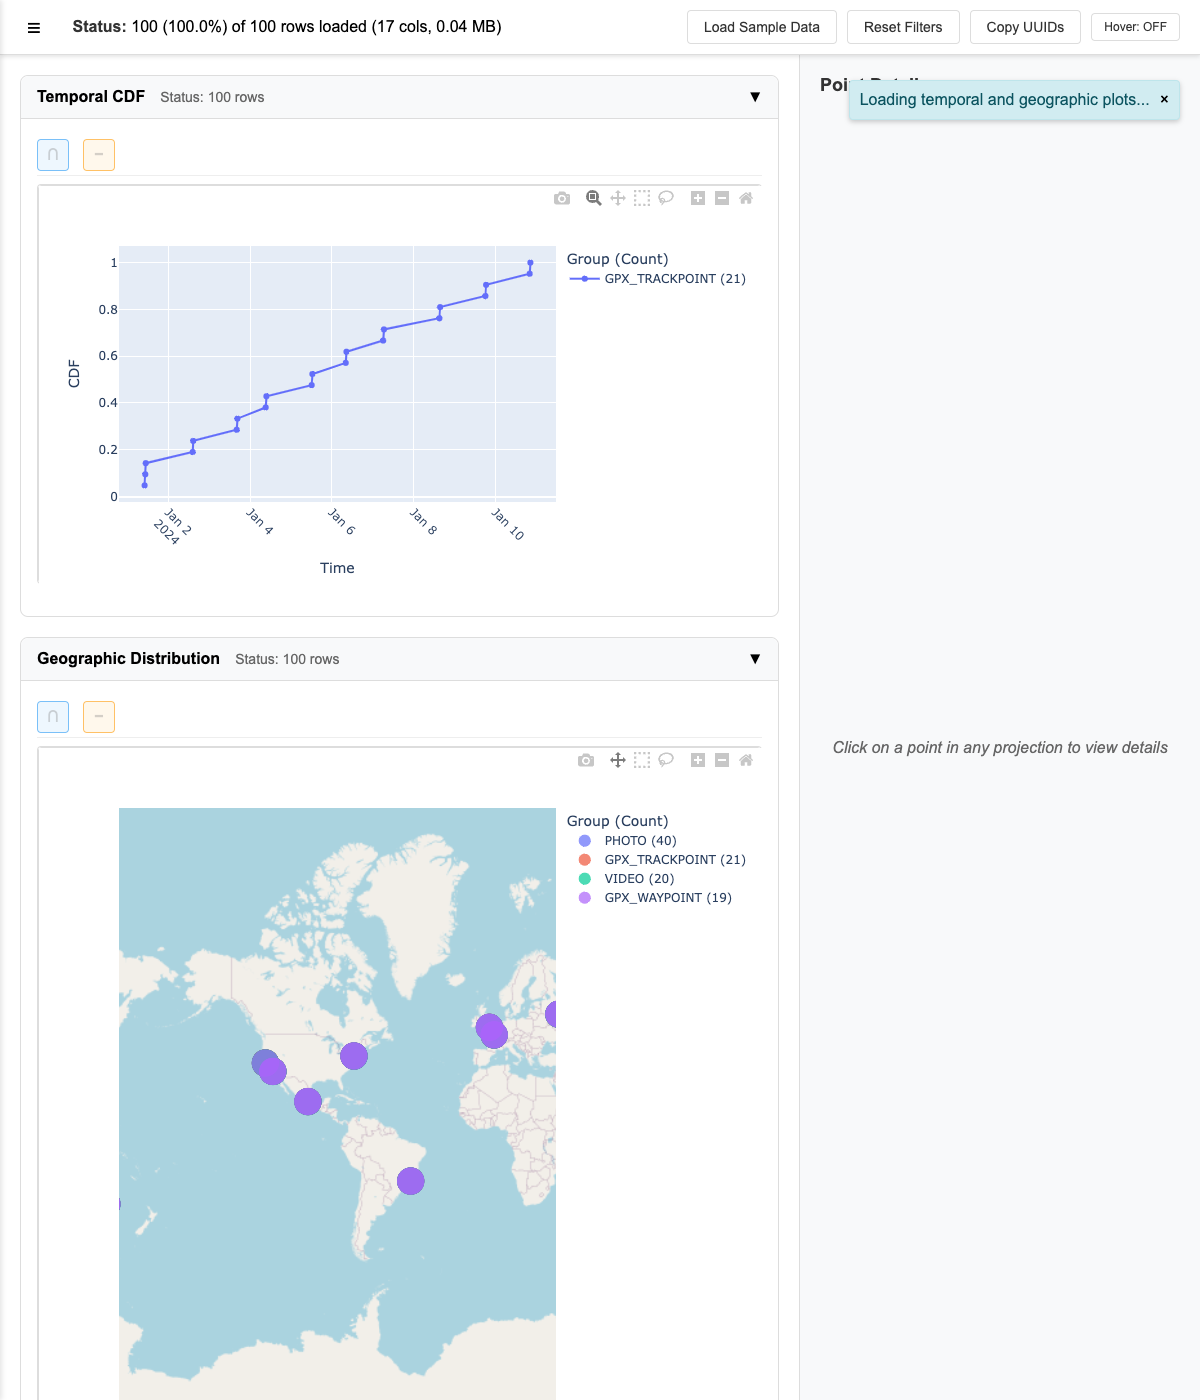 ≡ Status: 100 (100.0%) of 100 rows loaded (17 cols, 0.04 MB)
Load Sample Data
Reset Filters
Copy UUIDs
Hover: OFF
Temporal CDF Status: 100 rows ▼
∩ −
Group (Count)
GPX_TRACKPOINT (21)
1
0.8
0.6
0.4
0.2
0
CDF
Jan 2
2024
Jan 4
Jan 6
Jan 8
Jan 10
Time
Geographic Distribution Status: 100 rows ▼
∩ −
Group (Count)
PHOTO (40)
GPX_TRACKPOINT (21)
VIDEO (20)
GPX_WAYPOINT (19)
Loading temporal and geographic plots... ×
Click on a point in any projection to view details